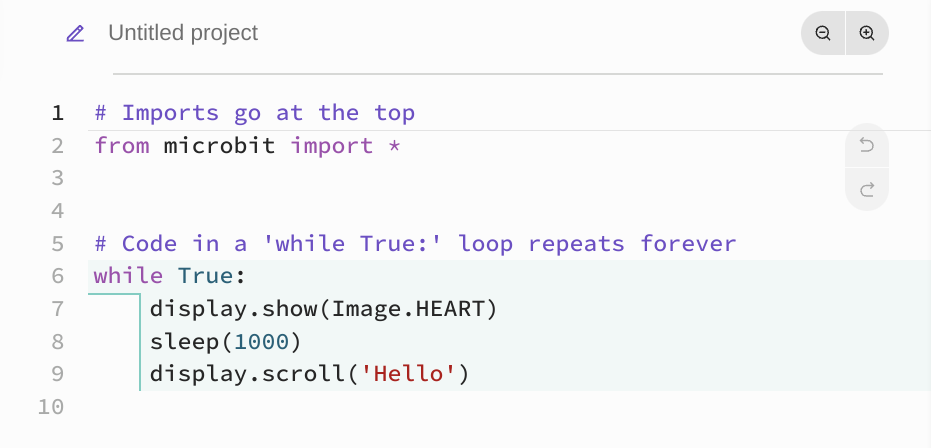 Untitled project
1 # Imports go at the top
2 from microbit import *
3
4
5 # Code in a 'while True:' loop repeats forever
6 while True:
7     display.show(Image.HEART)
8     sleep(1000)
9     display.scroll('Hello')
10